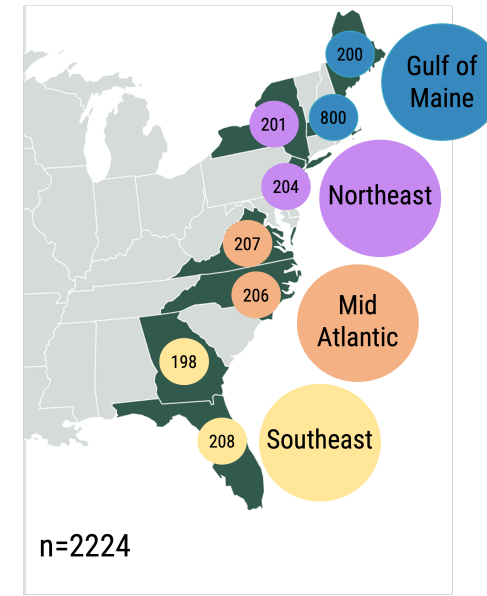 200
Gulf of
Maine
800
201
204
Northeast
207
206
Mid
Atlantic
198
208
Southeast
n=2224